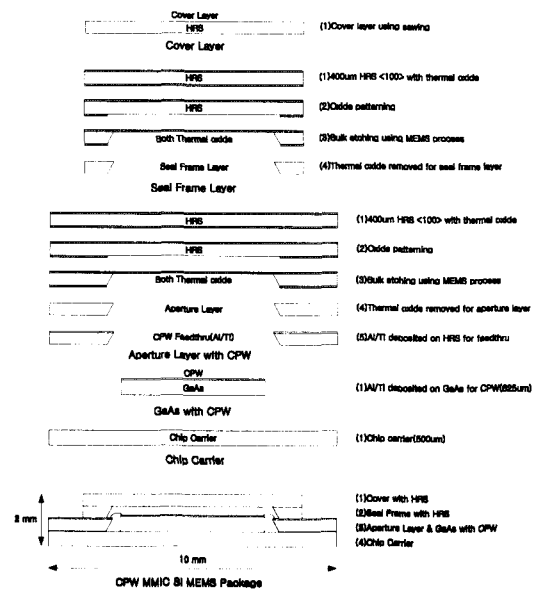 Cover Layer
HRS
(1)Cover layer using sawing
Cover Layer
HRS
(1)400um HRS <100> with thermal oxide
HRS
(2)Oxide patterning
Both Thermal oxide
(3)Bulk etching using MEMS process
Seal Frame Layer
(4)Thermal oxide removed for seal frame layer
Seal Frame Layer
HRS
(1)400um HRS <100> with thermal oxide
HRS
(2)Oxide patterning
Both Thermal oxide
(3)Bulk etching using MEMS process
Aperture Layer
(4)Thermal oxide removed for aperture layer
CPW Feedthru(Al/Ti)
(5)Al/Ti deposited on HRS for feedthru
Aperture Layer with CPW
CPW
GaAs
(1)Al/Ti deposited on GaAs for CPW(625um)
GaAs with CPW
Chip Carrier
(1)Chip carrier(500um)
Chip Carrier
(1)Cover with HRS
(2)Seal Frame with HRS
2 mm
(3)Aperture Layer & GaAs with CPW
(4)Chip Carrier
10 mm
CPW MMIC SI MEMS Package